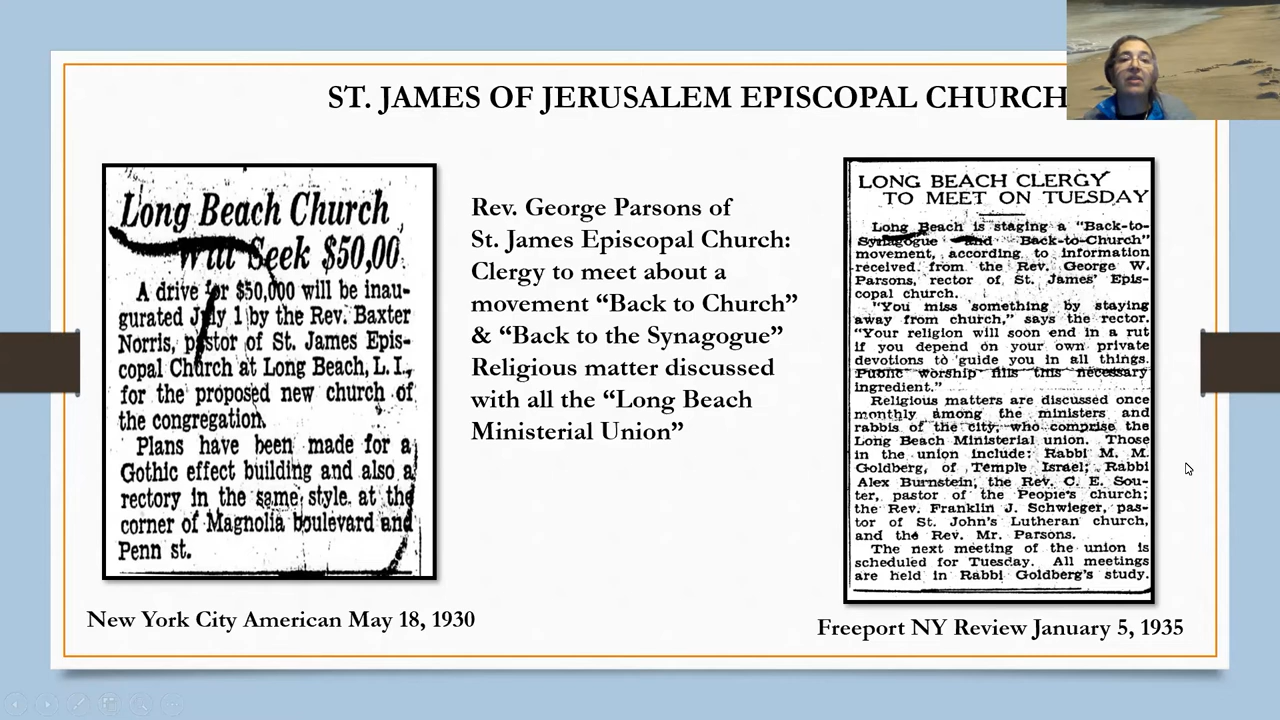 ST. JAMES OF JERUSALEM EPISCOPAL CHURCH
Long Beach Church
Will Seek $50,00
A drive for $50,000 will be inau-
gurated July 1 by the Rev. Baxter
Norris, pastor of St. James Epis-
copal Church at Long Beach, L. I.,
for the proposed new church of
the congregation.
Plans have been made for a
Gothic effect building and also a
rectory in the same style at the
corner of Magnolia boulevard and
Penn st.
New York City American May 18, 1930
Rev. George Parsons of
St. James Episcopal Church:
Clergy to meet about a
movement “Back to Church”
& “Back to the Synagogue”
Religious matter discussed
with all the “Long Beach
Ministerial Union”
LONG BEACH CLERGY
TO MEET ON TUESDAY
Long Beach is staging a “Back-to-
Synagogue and Back-to-Church”
movement, according to information
received from the Rev. George W.
Parsons, rector of St. James' Epis-
copal church.
“You miss something by staying
away from church,” says the rector.
“Your religion will soon end in a rut
if you depend on your own private
devotions to guide you in all things.
Public worship fills this necessary
ingredient.”
Religious matters are discussed once
monthly among the ministers and
rabbis of the city, who comprise the
Long Beach Ministerial union. Those
in the union include: Rabbi M. M.
Goldberg, of Temple Israel; Rabbi
Alex Burnstein, the Rev. C. E. Sou-
ter, pastor of the People's church;
the Rev. Franklin J. Schwieger, pas-
tor of St. John's Lutheran church,
and the Rev. Mr. Parsons.
The next meeting of the union is
scheduled for Tuesday. All meetings
are held in Rabbi Goldberg's study.
Freeport NY Review January 5, 1935